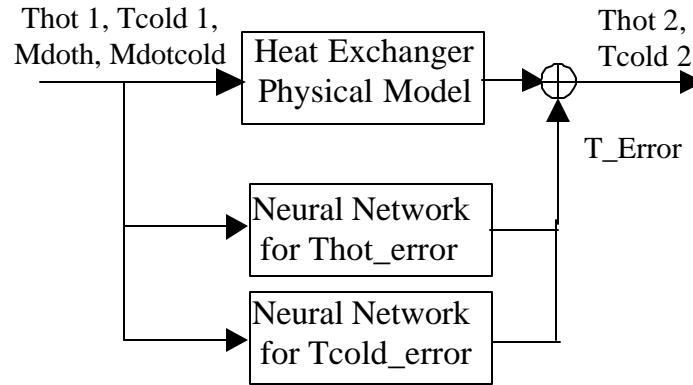 Thot 1, Tcold 1,
Mdoth, Mdotcold
Heat Exchanger
Physical Model
Thot 2,
Tcold 2
T_Error
Neural Network
for Thot_error
Neural Network
for Tcold_error